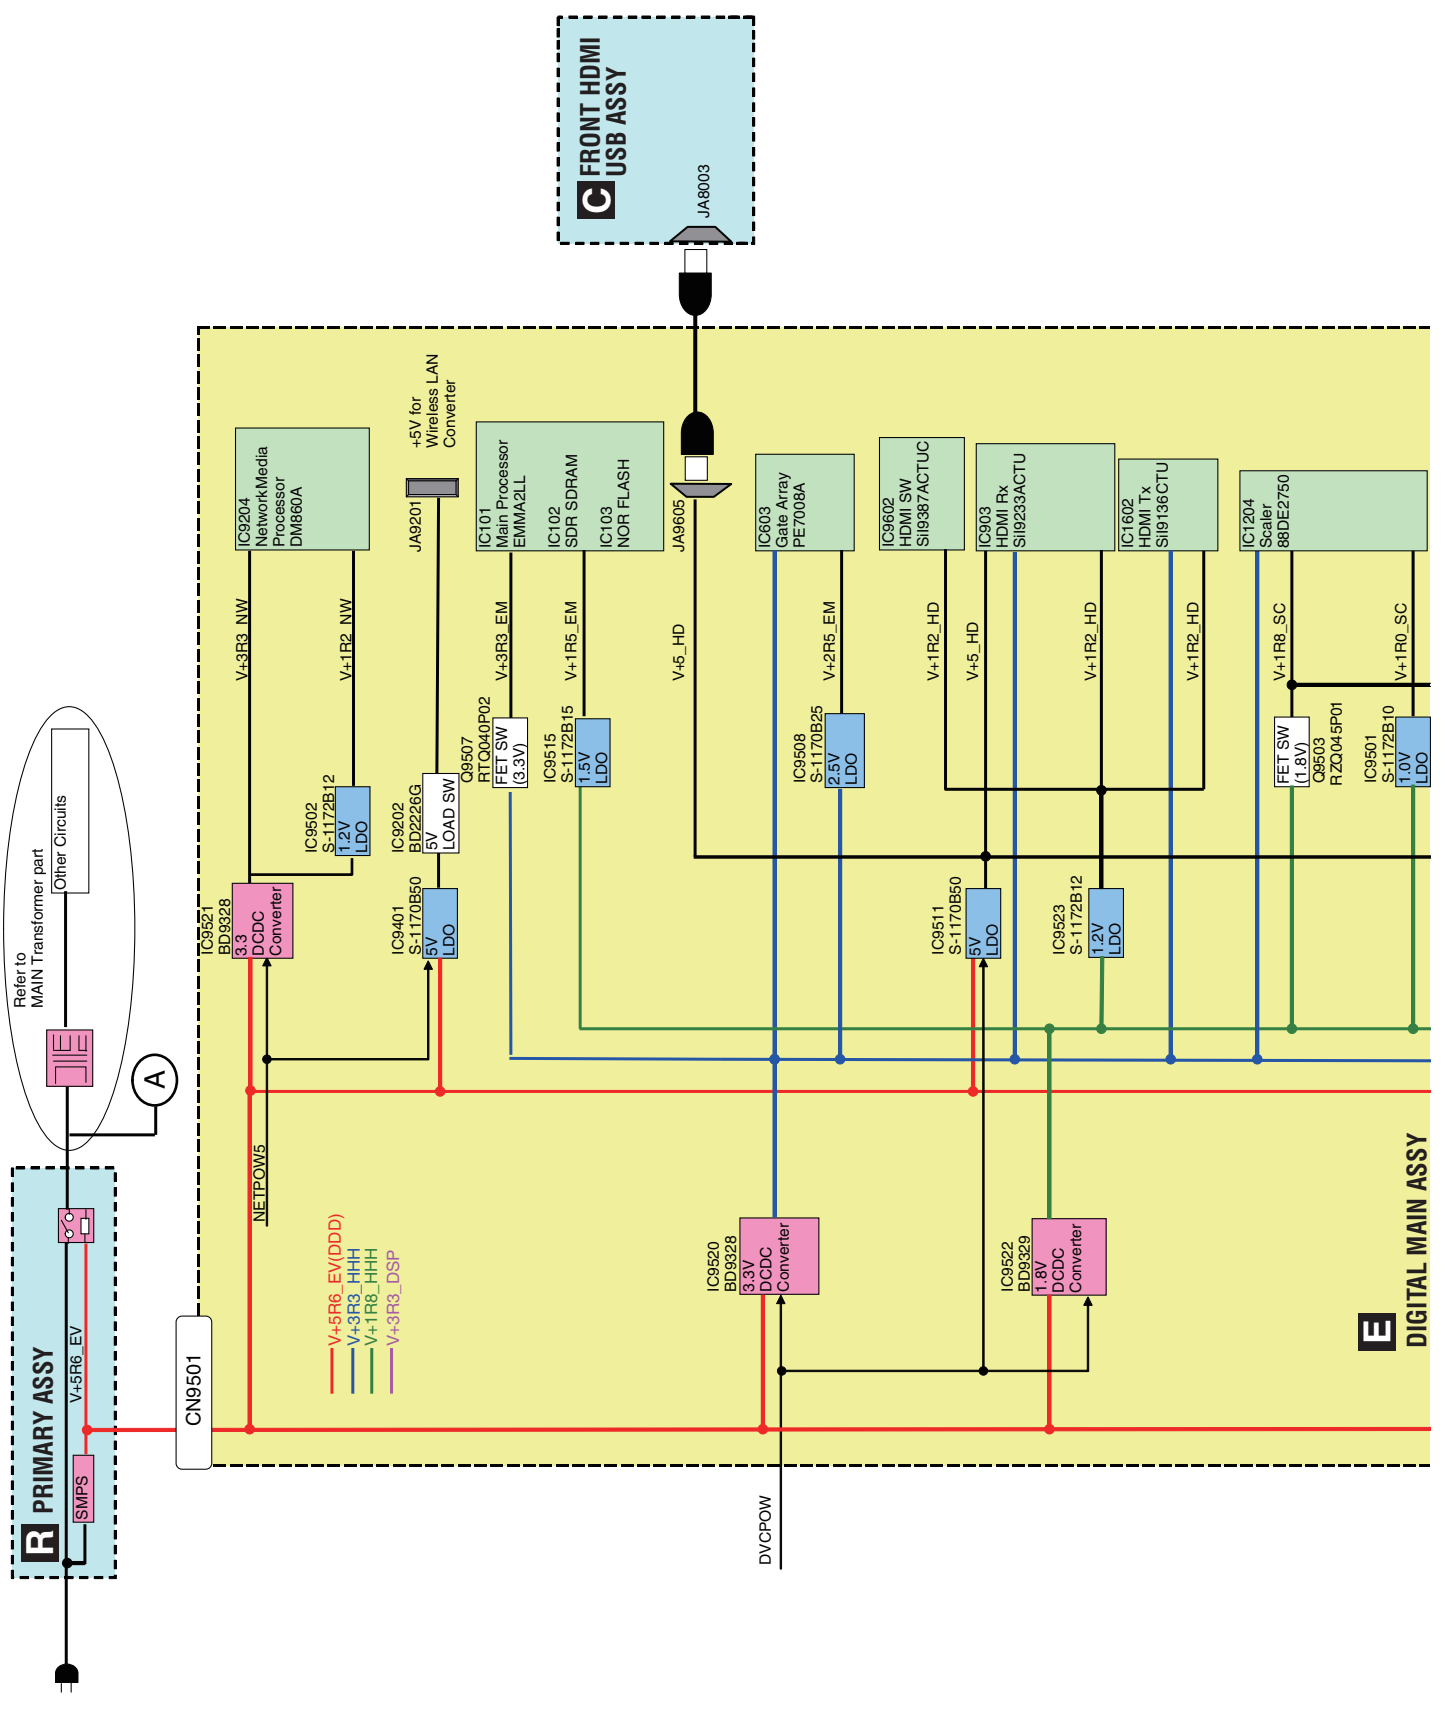 C FRONT HDMI
USB ASSY
JA8003
Refer to
MAIN Transformer part
Other Circuits
A
R PRIMARY ASSY
V+5R6_EV
SMPS
CN9501
IC9204
NetworkMedia
Processor
DM860A
V+3R3_NW
V+1R2_NW
IC9502
S-1172B12
1.2V
LDO
IC9521
BD9328
3.3
DCDC
Converter
NETPOW5
+5V for
Wireless LAN
Converter
JA9201
IC9202
BD2226G
5V
LOAD SW
IC9401
S-1170B50
5V
LDO
IC101
Main Processor
EMMA2LL
IC102
SDR SDRAM
IC103
NOR FLASH
V+3R3_EM
V+1R5_EM
Q9507
RTQ040P02
FET SW
(3.3V)
IC9515
S-1172B15
1.5V
LDO
JA9605
V+5_HD
IC603
Gate Array
PE7008A
V+2R5_EM
IC9508
S-1170B25
2.5V
LDO
IC9602
HDMI SW
SiI9387ACTUC
V+1R2_HD
IC903
HDMI Rx
SiI9233ACTU
V+5_HD
V+1R2_HD
IC1602
HDMI Tx
SiI9136CTU
V+1R2_HD
IC9511
S-1170B50
5V
LDO
IC9523
S-1172B12
1.2V
LDO
IC1204
Scaler
88DE2750
V+1R8_SC
V+1R0_SC
FET SW
(1.8V)
Q9503
RZQ045P01
IC9501
S-1172B10
1.0V
LDO
V+5R6_EV(DDD)
V+3R3_HHH
V+1R8_HHH
V+3R3_DSP
IC9520
BD9328
3.3V
DCDC
Converter
IC9522
BD9329
1.8V
DCDC
Converter
DVCPOW
E
DIGITAL MAIN ASSY